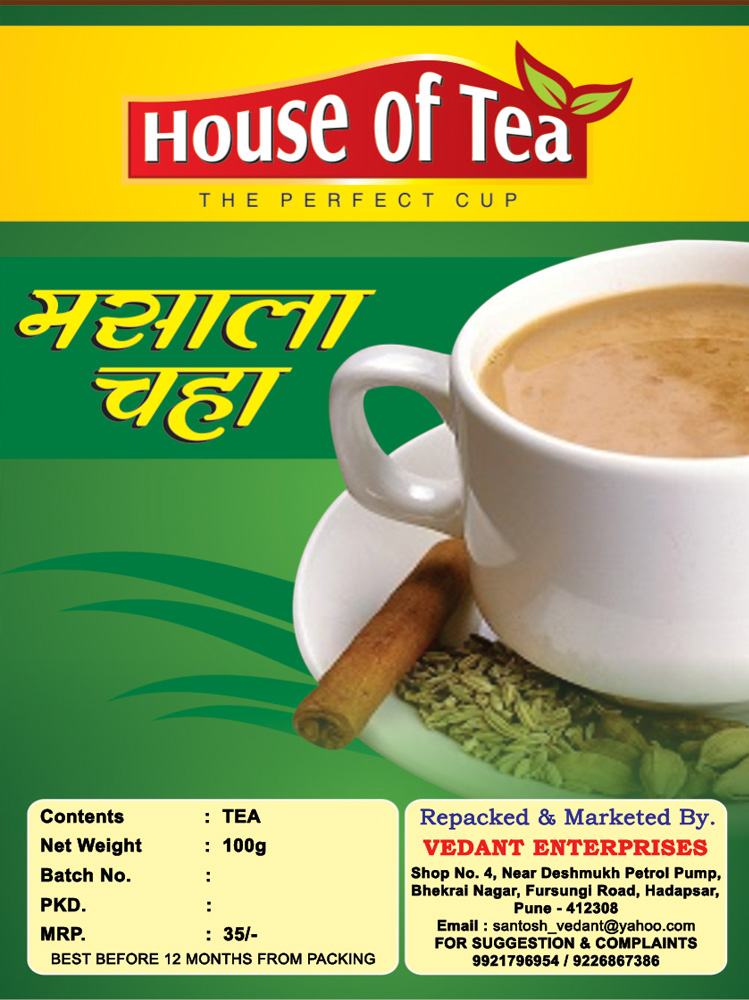 House of Tea
THE PERFECT CUP
मसाला
चहा
Contents : TEA
Net Weight : 100g
Batch No. :
PKD. :
MRP. : 35/-
BEST BEFORE 12 MONTHS FROM PACKING
Repacked & Marketed By.
VEDANT ENTERPRISES
Shop No. 4, Near Deshmukh Petrol Pump,
Bhekrai Nagar, Fursungi Road, Hadapsar,
Pune - 412308
Email : santosh_vedant@yahoo.com
FOR SUGGESTION & COMPLAINTS
9921796954 / 9226867386